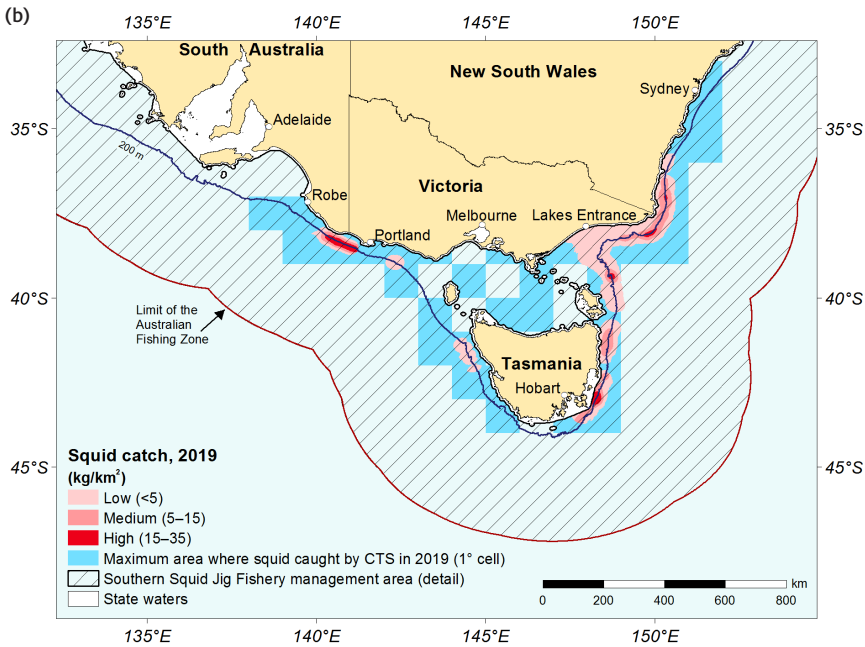 (b)
135°E 140°E 145°E 150°E
South Australia
New South Wales
Sydney
Adelaide
35°S 35°S
200 m
Victoria
Robe
Melbourne
Lakes Entrance
Portland
40°S 40°S
Limit of the
Australian
Fishing Zone
Tasmania
Hobart
45°S 45°S
Squid catch, 2019
(kg/km²)
Low (<5)
Medium (5–15)
High (15–35)
Maximum area where squid caught by CTS in 2019 (1° cell)
Southern Squid Jig Fishery management area (detail)
State waters
km
0 200 400 600 800
135°E 140°E 145°E 150°E